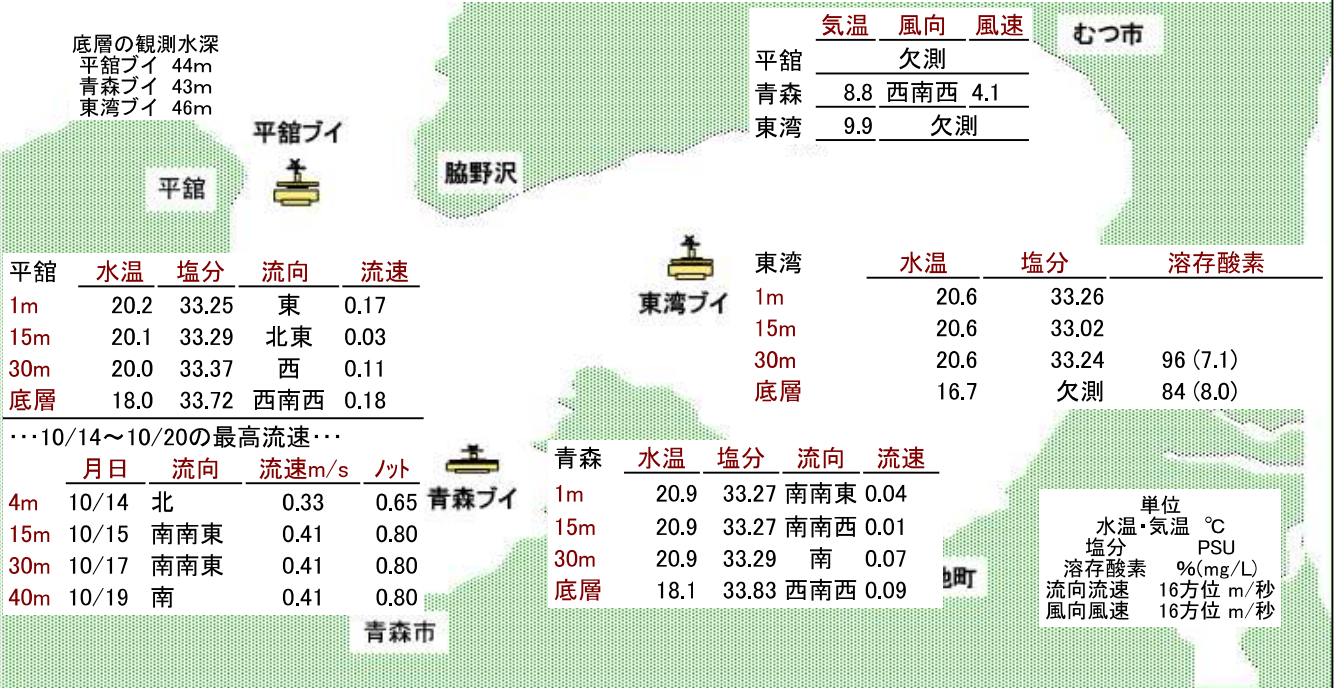 底層の観測水深
平舘ブイ 44m
青森ブイ 43m
東湾ブイ 46m
気温 風向 風速
平舘 欠測
青森 8.8 西南西 4.1
東湾 9.9 欠測
むつ市
平舘ブイ
平舘
脇野沢
東湾ブイ
平舘 水温 塩分 流向 流速
1m 20.2 33.25 東 0.17
15m 20.1 33.29 北東 0.03
30m 20.0 33.37 西 0.11
底層 18.0 33.72 西南西 0.18
東湾 水温 塩分 溶存酸素
1m 20.6 33.26
15m 20.6 33.02
30m 20.6 33.24 96 (7.1)
底層 16.7 欠測 84 (8.0)
…10/14～10/20の最高流速…
月日 流向 流速m/s ノット
4m 10/14 北 0.33 0.65
15m 10/15 南南東 0.41 0.80
30m 10/17 南南東 0.41 0.80
40m 10/19 南 0.41 0.80
青森ブイ
青森 水温 塩分 流向 流速
1m 20.9 33.27 南南東 0.04
15m 20.9 33.27 南南西 0.01
30m 20.9 33.29 南 0.07
底層 18.1 33.83 西南西 0.09
町
青森市
単位
水温・気温 ℃
塩分 PSU
溶存酸素 %(mg/L)
流向流速 16方位 m/秒
風向風速 16方位 m/秒